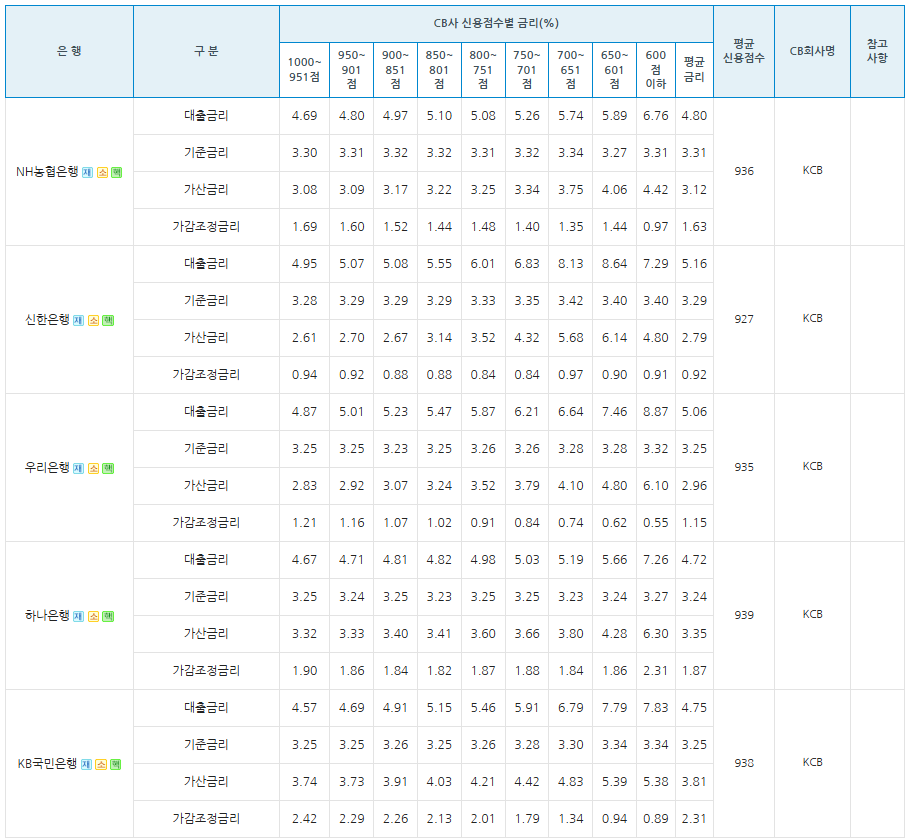 은 행 구 분 CB사 신용점수별 금리(%) 평균 신용점수 CB회사명 참고 사항
1000~951점 950~901점 900~851점 850~801점 800~751점 750~701점 700~651점 650~601점 600점 이하 평균 금리
NH농협은행 재 소 햇 936 KCB
대출금리 4.69 4.80 4.97 5.10 5.08 5.26 5.74 5.89 6.76 4.80
기준금리 3.30 3.31 3.32 3.32 3.31 3.32 3.34 3.27 3.31 3.31
가산금리 3.08 3.09 3.17 3.22 3.25 3.34 3.75 4.06 4.42 3.12
가감조정금리 1.69 1.60 1.52 1.44 1.48 1.40 1.35 1.44 0.97 1.63
신한은행 재 소 햇 927 KCB
대출금리 4.95 5.07 5.08 5.55 6.01 6.83 8.13 8.64 7.29 5.16
기준금리 3.28 3.29 3.29 3.29 3.33 3.35 3.42 3.40 3.40 3.29
가산금리 2.61 2.70 2.67 3.14 3.52 4.32 5.68 6.14 4.80 2.79
가감조정금리 0.94 0.92 0.88 0.88 0.84 0.84 0.97 0.90 0.91 0.92
우리은행 재 소 햇 935 KCB
대출금리 4.87 5.01 5.23 5.47 5.87 6.21 6.64 7.46 8.87 5.06
기준금리 3.25 3.25 3.23 3.25 3.26 3.26 3.28 3.28 3.32 3.25
가산금리 2.83 2.92 3.07 3.24 3.52 3.79 4.10 4.80 6.10 2.96
가감조정금리 1.21 1.16 1.07 1.02 0.91 0.84 0.74 0.62 0.55 1.15
하나은행 재 소 햇 939 KCB
대출금리 4.67 4.71 4.81 4.82 4.98 5.03 5.19 5.66 7.26 4.72
기준금리 3.25 3.24 3.25 3.23 3.25 3.25 3.23 3.24 3.27 3.24
가산금리 3.32 3.33 3.40 3.41 3.60 3.66 3.80 4.28 6.30 3.35
가감조정금리 1.90 1.86 1.84 1.82 1.87 1.88 1.84 1.86 2.31 1.87
KB국민은행 재 소 햇 938 KCB
대출금리 4.57 4.69 4.91 5.15 5.46 5.91 6.79 7.79 7.83 4.75
기준금리 3.25 3.25 3.26 3.25 3.26 3.28 3.30 3.34 3.34 3.25
가산금리 3.74 3.73 3.91 4.03 4.21 4.42 4.83 5.39 5.38 3.81
가감조정금리 2.42 2.29 2.26 2.13 2.01 1.79 1.34 0.94 0.89 2.31